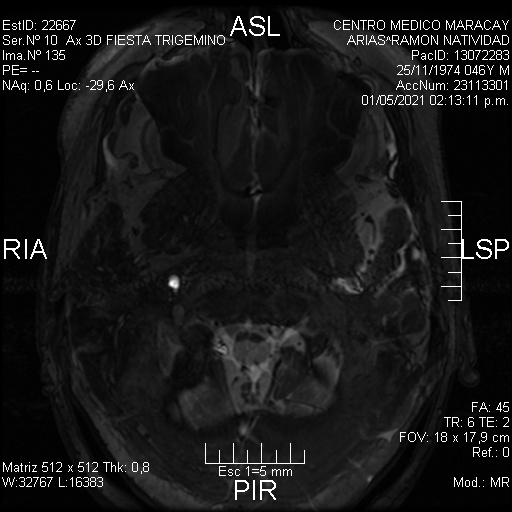 EstID: 22667
Ser.Nº 10 Ax 3D FIESTA TRIGEMINO
Ima.Nº 135
PE= --
NAq: 0,6 Loc: -29,6 Ax
ASL
CENTRO MEDICO MARACAY
ARIAS^RAMON NATIVIDAD
PacID: 13072283
25/11/1974 046Y M
AccNum: 23113301
01/05/2021 02:13:11 p.m.
RIA
LSP
FA: 45
TR: 6 TE: 2
FOV: 18 x 17,9 cm
Ref.: 0
Mod.: MR
Matriz 512 x 512 Thk: 0,8
W:32767 L:16383
Esc 1=5 mm
PIR